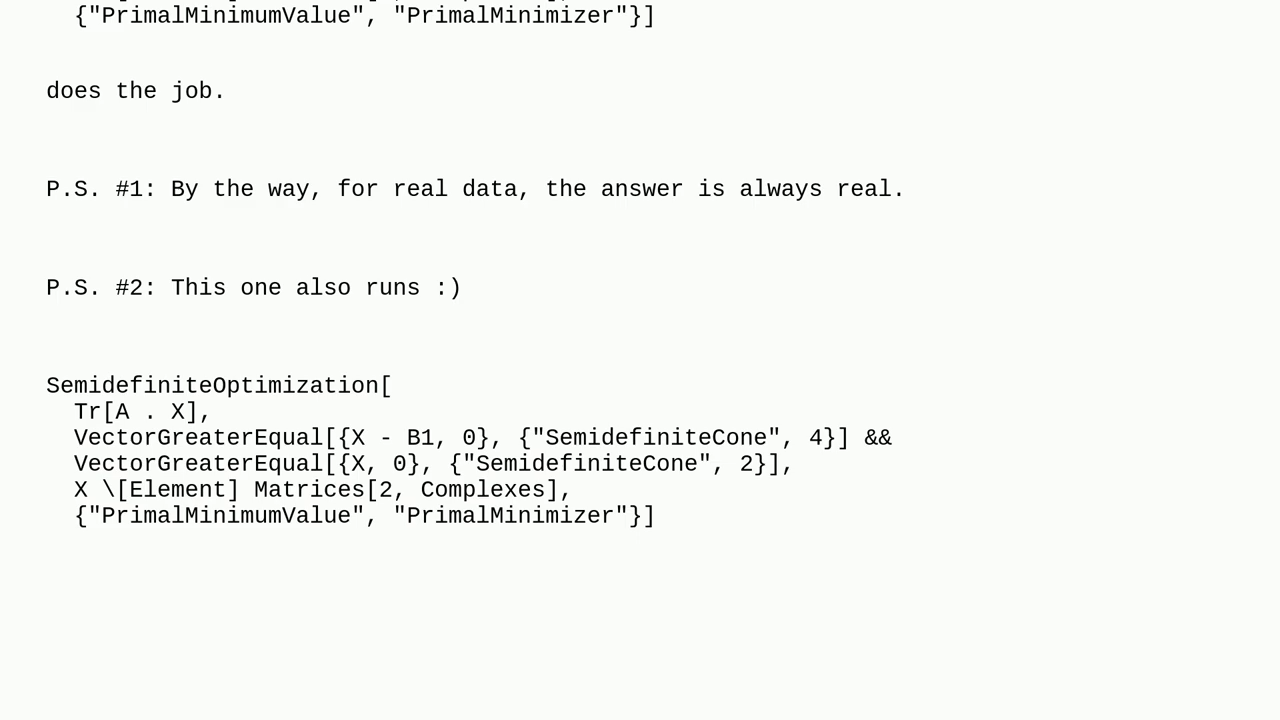 {"PrimalMinimumValue", "PrimalMinimizer"}]
does the job.
P.S. #1: By the way, for real data, the answer is always real.
P.S. #2: This one also runs :)
SemidefiniteOptimization[
Tr[A . X],
VectorGreaterEqual[{X - B1, 0}, {"SemidefiniteCone", 4}] &&
VectorGreaterEqual[{X, 0}, {"SemidefiniteCone", 2}],
X \[Element] Matrices[2, Complexes],
{"PrimalMinimumValue", "PrimalMinimizer"}]